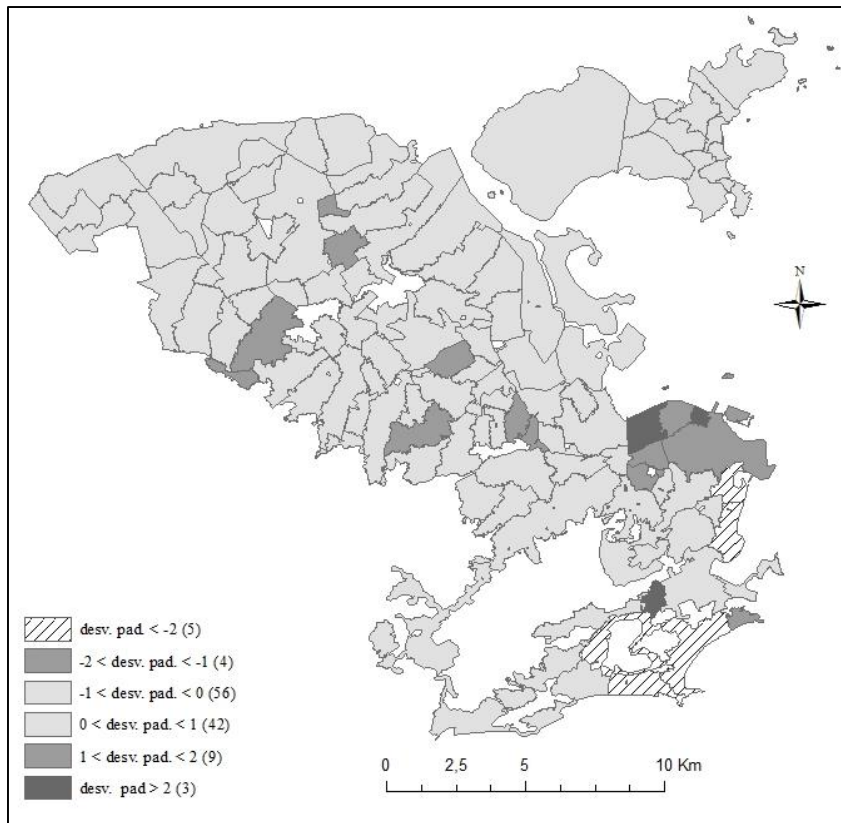 N
desv. pad. < -2 (5)
-2 < desv. pad. < -1 (4)
-1 < desv. pad. < 0 (56)
0 < desv. pad. < 1 (42)
1 < desv. pad. < 2 (9)
desv. pad > 2 (3)
0 2,5 5 10 Km